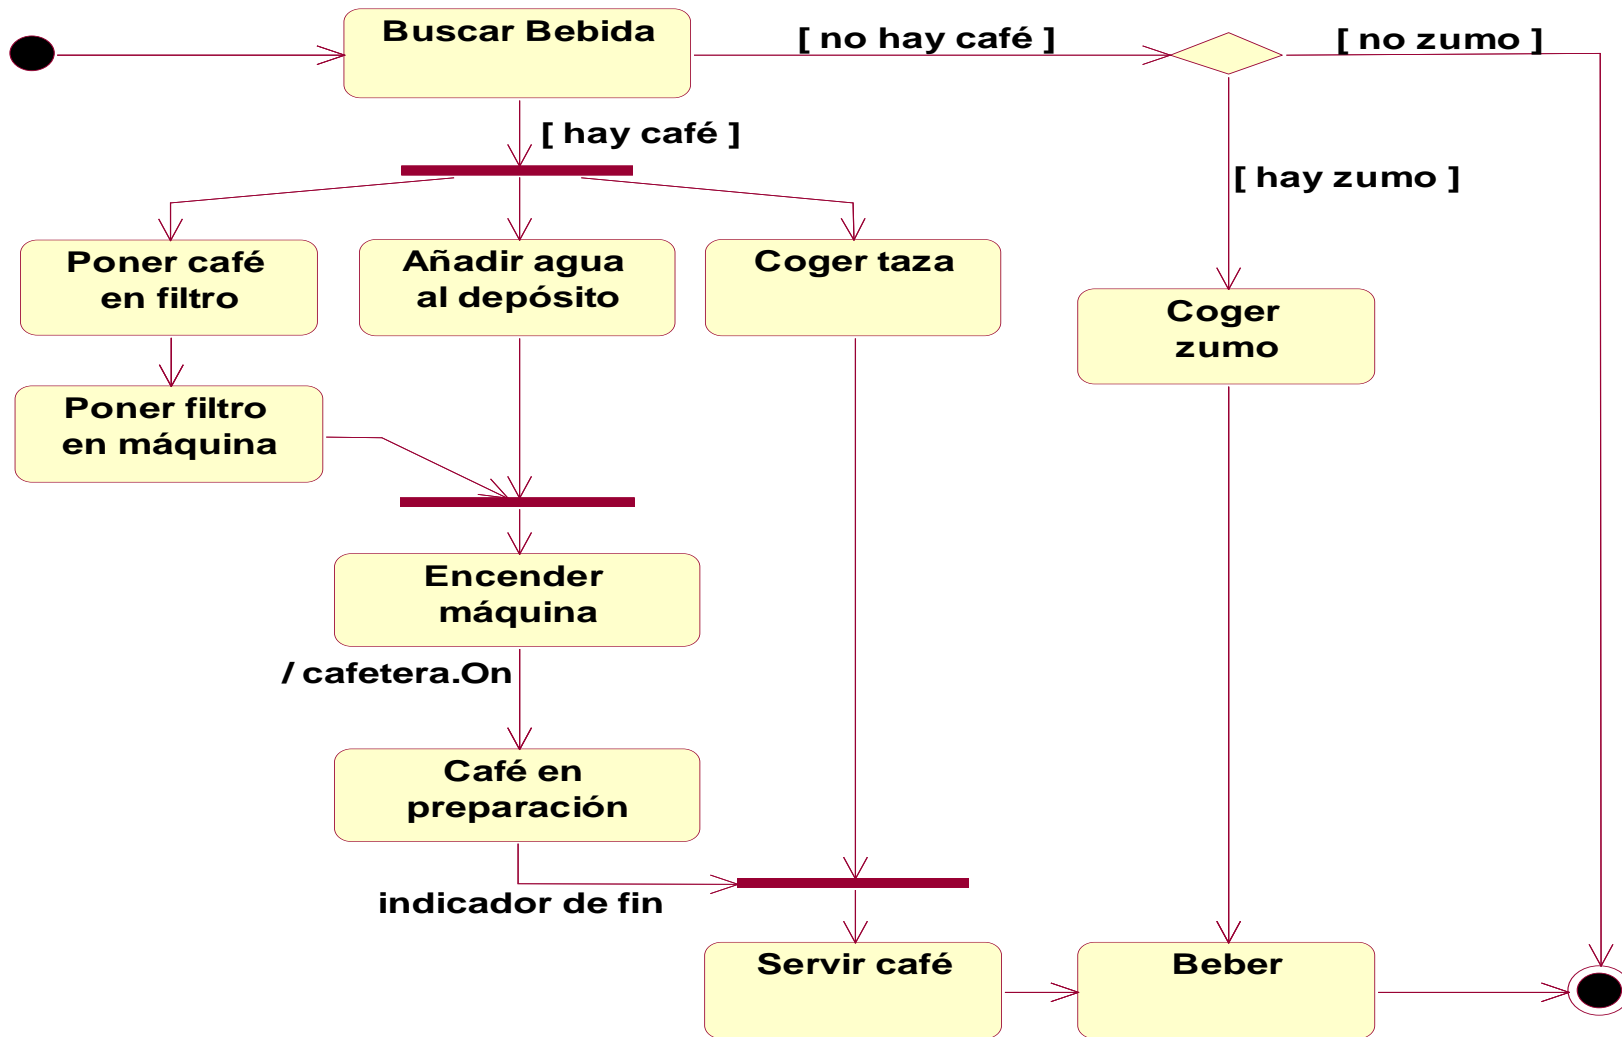 Buscar Bebida
[ no hay café ]
[ no zumo ]
[ hay café ]
[ hay zumo ]
Poner café
en filtro
Añadir agua
al depósito
Coger taza
Coger
zumo
Poner filtro
en máquina
Encender
máquina
/ cafetera.On
Café en
preparación
indicador de fin
Servir café
Beber